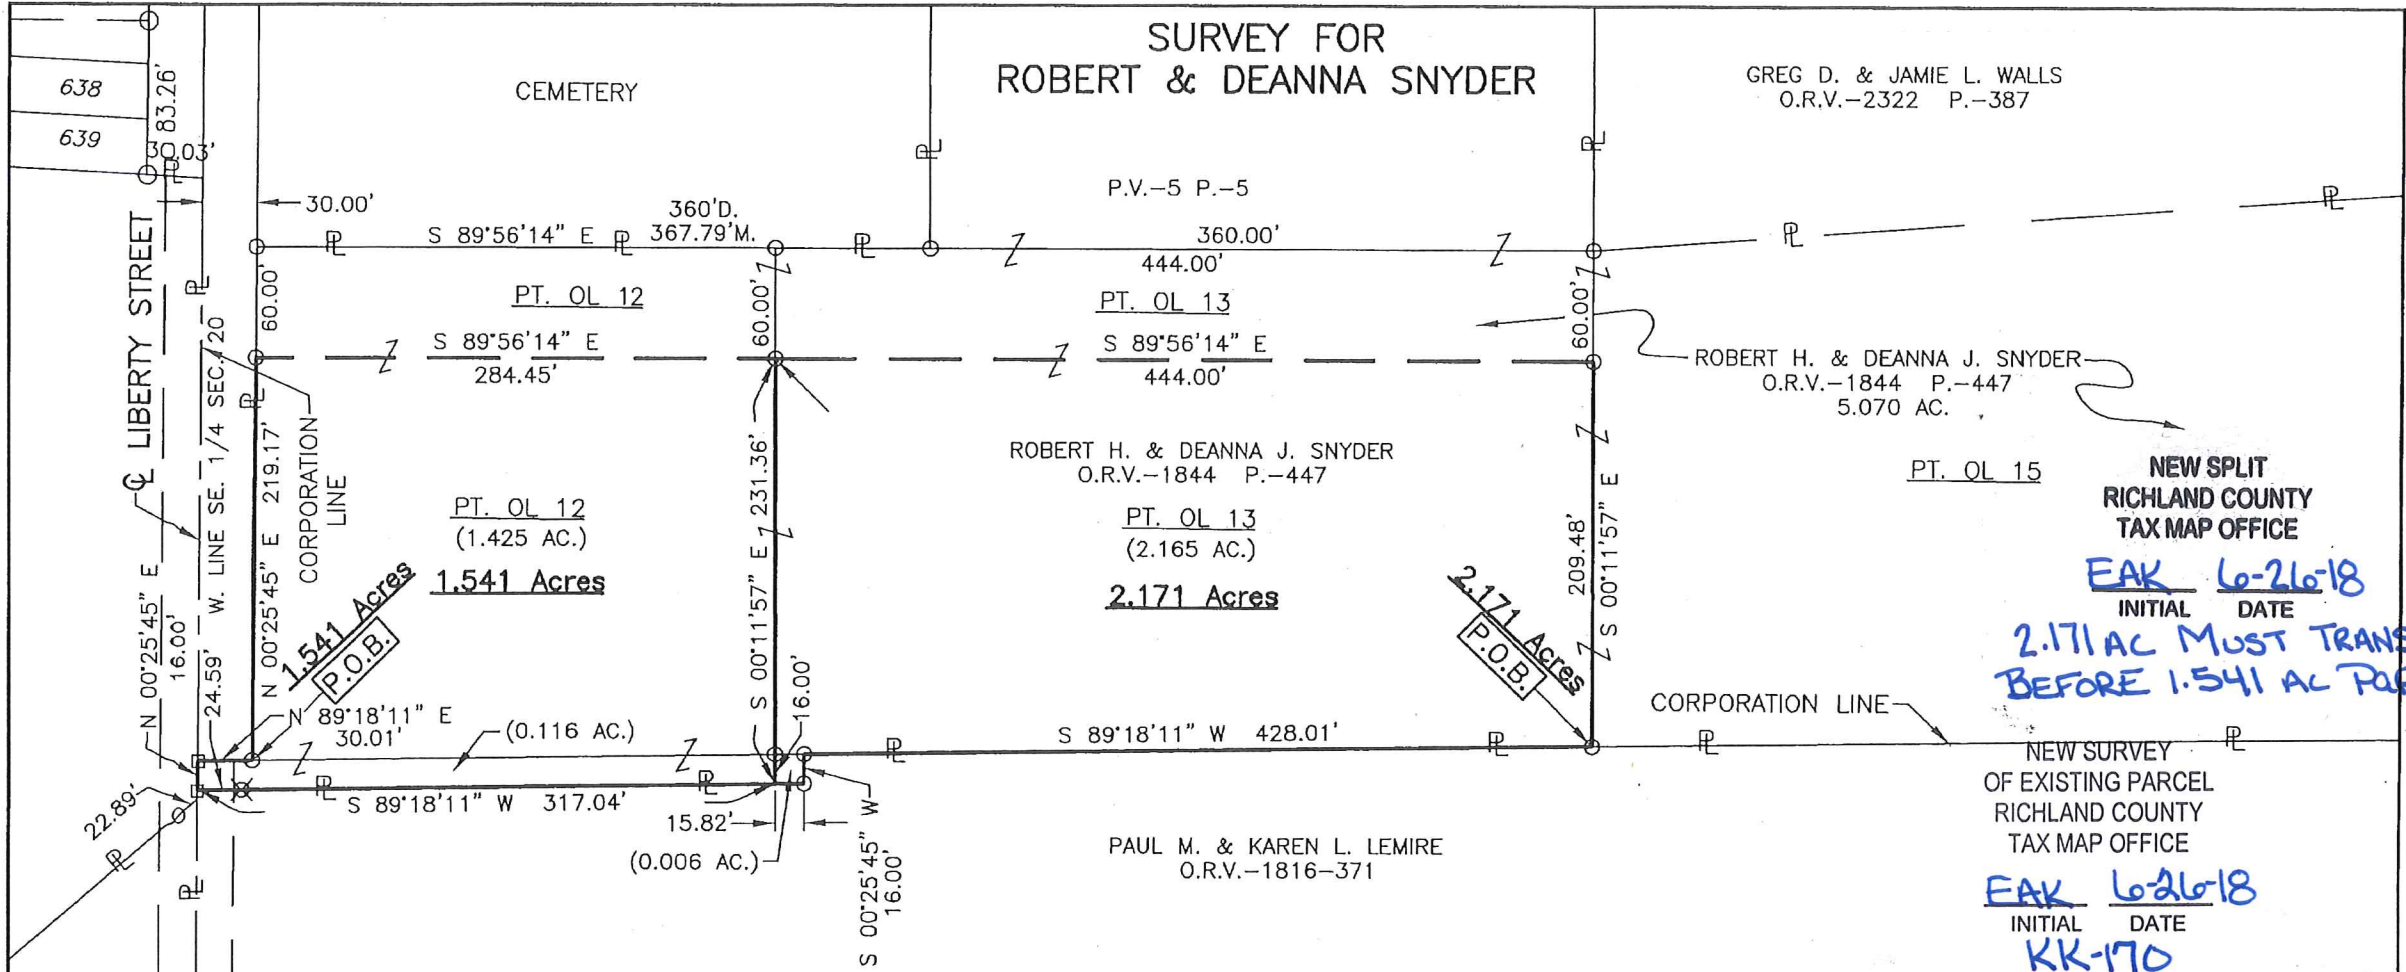 SURVEY FOR
ROBERT & DEANNA SNYDER
638
639
83.26'
30.03'
CEMETERY
GREG D. & JAMIE L. WALLS
O.R.V.-2322 P.-387
P.V.-5 P.-5
30.00'
S 89°56'14" E
360'D.
367.79'M.
360.00'
444.00'
60.00'
PT. OL 12
60.00'
PT. OL 13
60.00'
S 89°56'14" E
284.45'
S 89°56'14" E
444.00'
ROBERT H. & DEANNA J. SNYDER
O.R.V.-1844 P.-447
5.070 AC.
℄ LIBERTY STREET
W. LINE SE. 1/4 SEC. 20
CORPORATION
LINE
N 00°25'45" E 219.17'
PT. OL 12
(1.425 AC.)
1.541 Acres
S 00°11'57" E 231.36'
ROBERT H. & DEANNA J. SNYDER
O.R.V.-1844 P.-447
PT. OL 13
(2.165 AC.)
2.171 Acres
209.48'
S 00°11'57" E
PT. OL 15
NEW SPLIT
RICHLAND COUNTY
TAX MAP OFFICE
EAK 6-26-18
INITIAL DATE
2.171 AC MUST TRANS
BEFORE 1.541 AC
1.541 Acres
P.O.B.
2.171 Acres
P.O.B.
N 00°25'45" E
16.00'
24.59'
N 89°18'11" E
30.01'
(0.116 AC.)
16.00'
S 89°18'11" W 428.01'
CORPORATION LINE
S 89°18'11" W 317.04'
22.89'
15.82'
(0.006 AC.)
S 00°25'45" W
16.00'
PAUL M. & KAREN L. LEMIRE
O.R.V.-1816-371
NEW SURVEY
OF EXISTING PARCEL
RICHLAND COUNTY
TAX MAP OFFICE
EAK 6-26-18
INITIAL DATE
KK-170